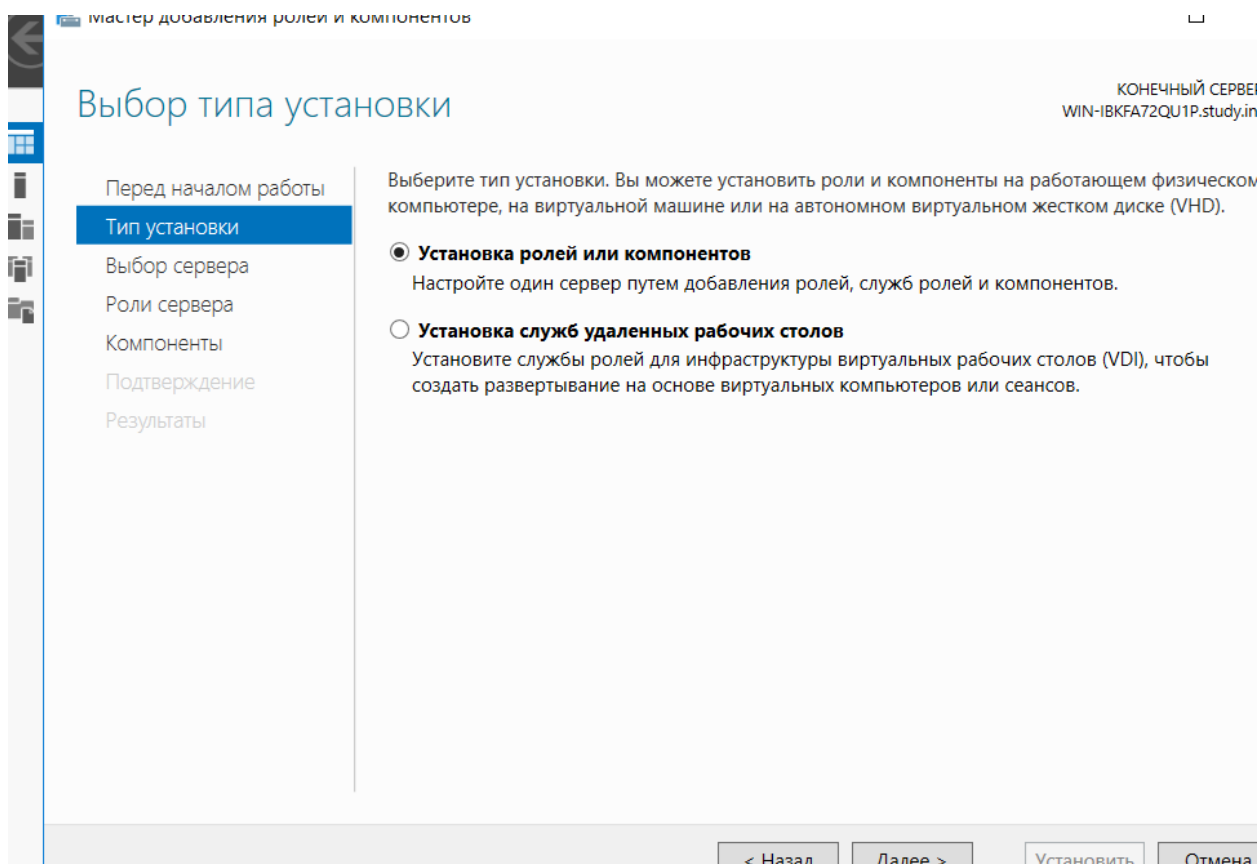 Мастер добавления ролей и компонентов
Выбор типа установки
КОНЕЧНЫЙ СЕРВЕР
WIN-IBKFA72QU1P.study.in
Перед началом работы
Тип установки
Выбор сервера
Роли сервера
Компоненты
Подтверждение
Результаты
Выберите тип установки. Вы можете установить роли и компоненты на работающем физическом
компьютере, на виртуальной машине или на автономном виртуальном жестком диске (VHD).
Установка ролей или компонентов
Настройте один сервер путем добавления ролей, служб ролей и компонентов.
Установка служб удаленных рабочих столов
Установите службы ролей для инфраструктуры виртуальных рабочих столов (VDI), чтобы
создать развертывание на основе виртуальных компьютеров или сеансов.
< Назад
Далее >
Установить
Отмена